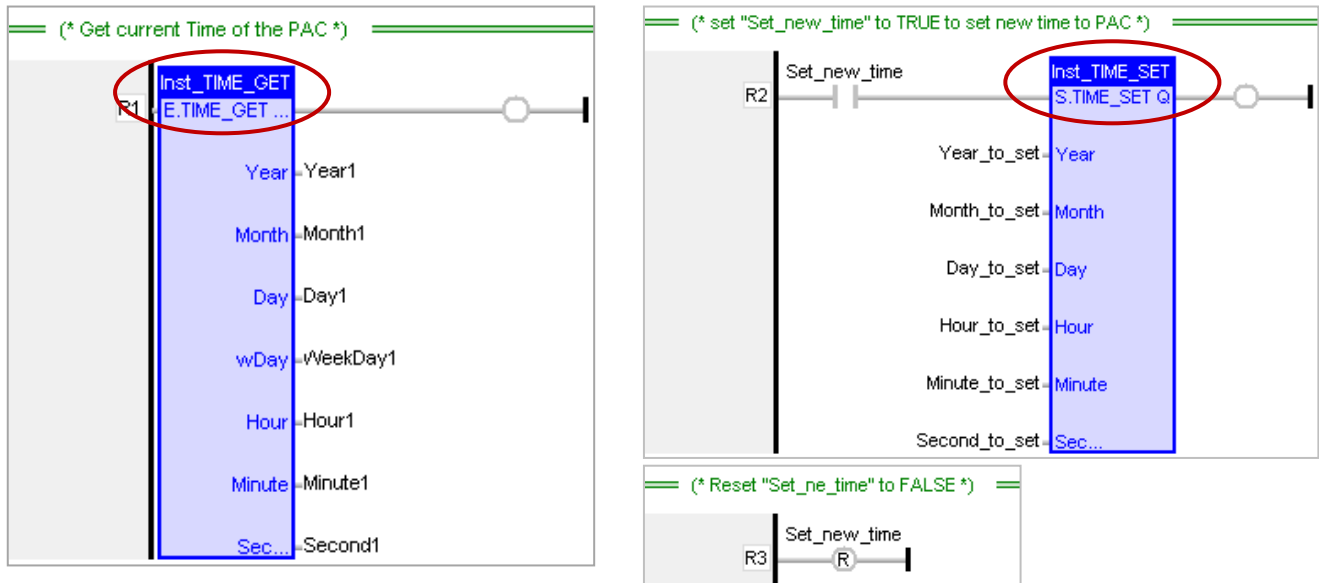 (* Get current Time of the PAC *)
Inst_TIME_GET
R1
E.TIME_GET ...
Year
Year1
Month
Month1
Day
Day1
wDay
WeekDay1
Hour
Hour1
Minute
Minute1
Sec...
Second1
(* set "Set_new_time" to TRUE to set new time to PAC *)
Set_new_time
Inst_TIME_SET
R2
S.TIME_SET Q
Year_to_set
Year
Month_to_set
Month
Day_to_set
Day
Hour_to_set
Hour
Minute_to_set
Minute
Second_to_set
Sec...
(* Reset "Set_ne_time" to FALSE *)
Set_new_time
R3
R